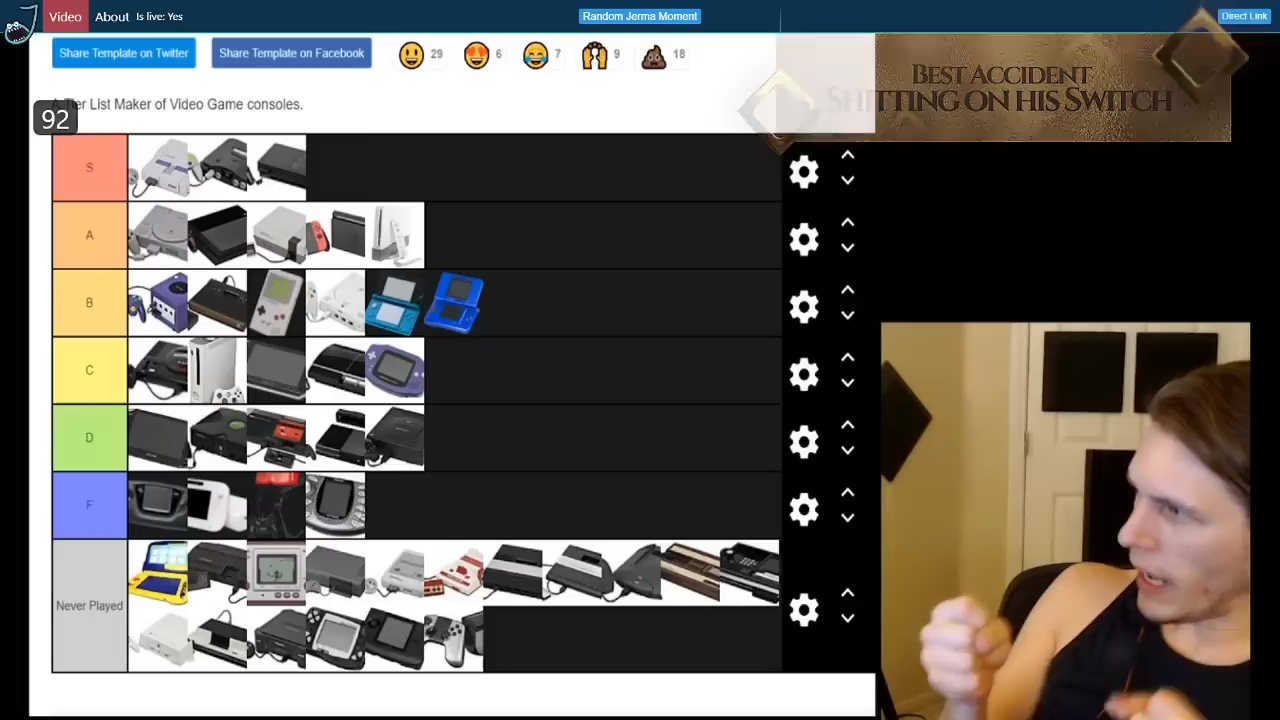 Video About Is live: Yes Random Jerma Moment Direct Link
Share Template on Twitter Share Template on Facebook 29 6 7 9 18
BEST ACCIDENT
SHITTING ON HIS SWITCH
A Tier List Maker of Video Game consoles.
92
S
A
B
C
D
F
Never Played